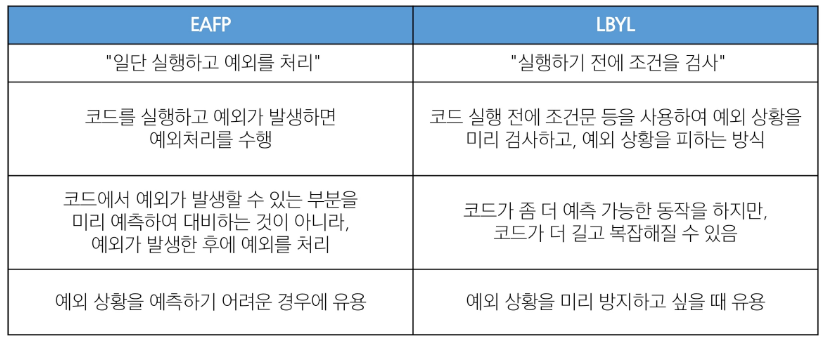 EAFP
LBYL
"일단 실행하고 예외를 처리"
"실행하기 전에 조건을 검사"
코드를 실행하고 예외가 발생하면
예외처리를 수행
코드 실행 전에 조건문 등을 사용하여 예외 상황을
미리 검사하고, 예외 상황을 피하는 방식
코드에서 예외가 발생할 수 있는 부분을
미리 예측하여 대비하는 것이 아니라,
예외가 발생한 후에 예외를 처리
코드가 좀 더 예측 가능한 동작을 하지만,
코드가 더 길고 복잡해질 수 있음
예외 상황을 예측하기 어려운 경우에 유용
예외 상황을 미리 방지하고 싶을 때 유용